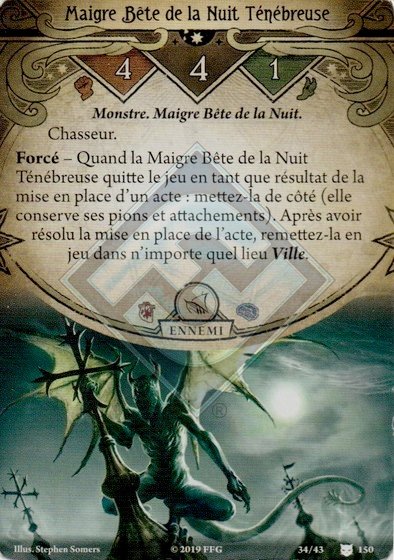 Maigre Bête de la Nuit Ténébreuse
4 4 1
Monstre. Maigre Bête de la Nuit.
Chasseur.
Forcé – Quand la Maigre Bête de la Nuit
Ténébreuse quitte le jeu en tant que résultat de la
mise en place d'un acte : mettez-la de côté (elle
conserve ses pions et attachements). Après avoir
résolu la mise en place de l'acte, remettez-la en
jeu dans n'importe quel lieu Ville.
ENNEMI
FFG
®
Illus. Stephen Somers
© 2019 FFG
34/43
150